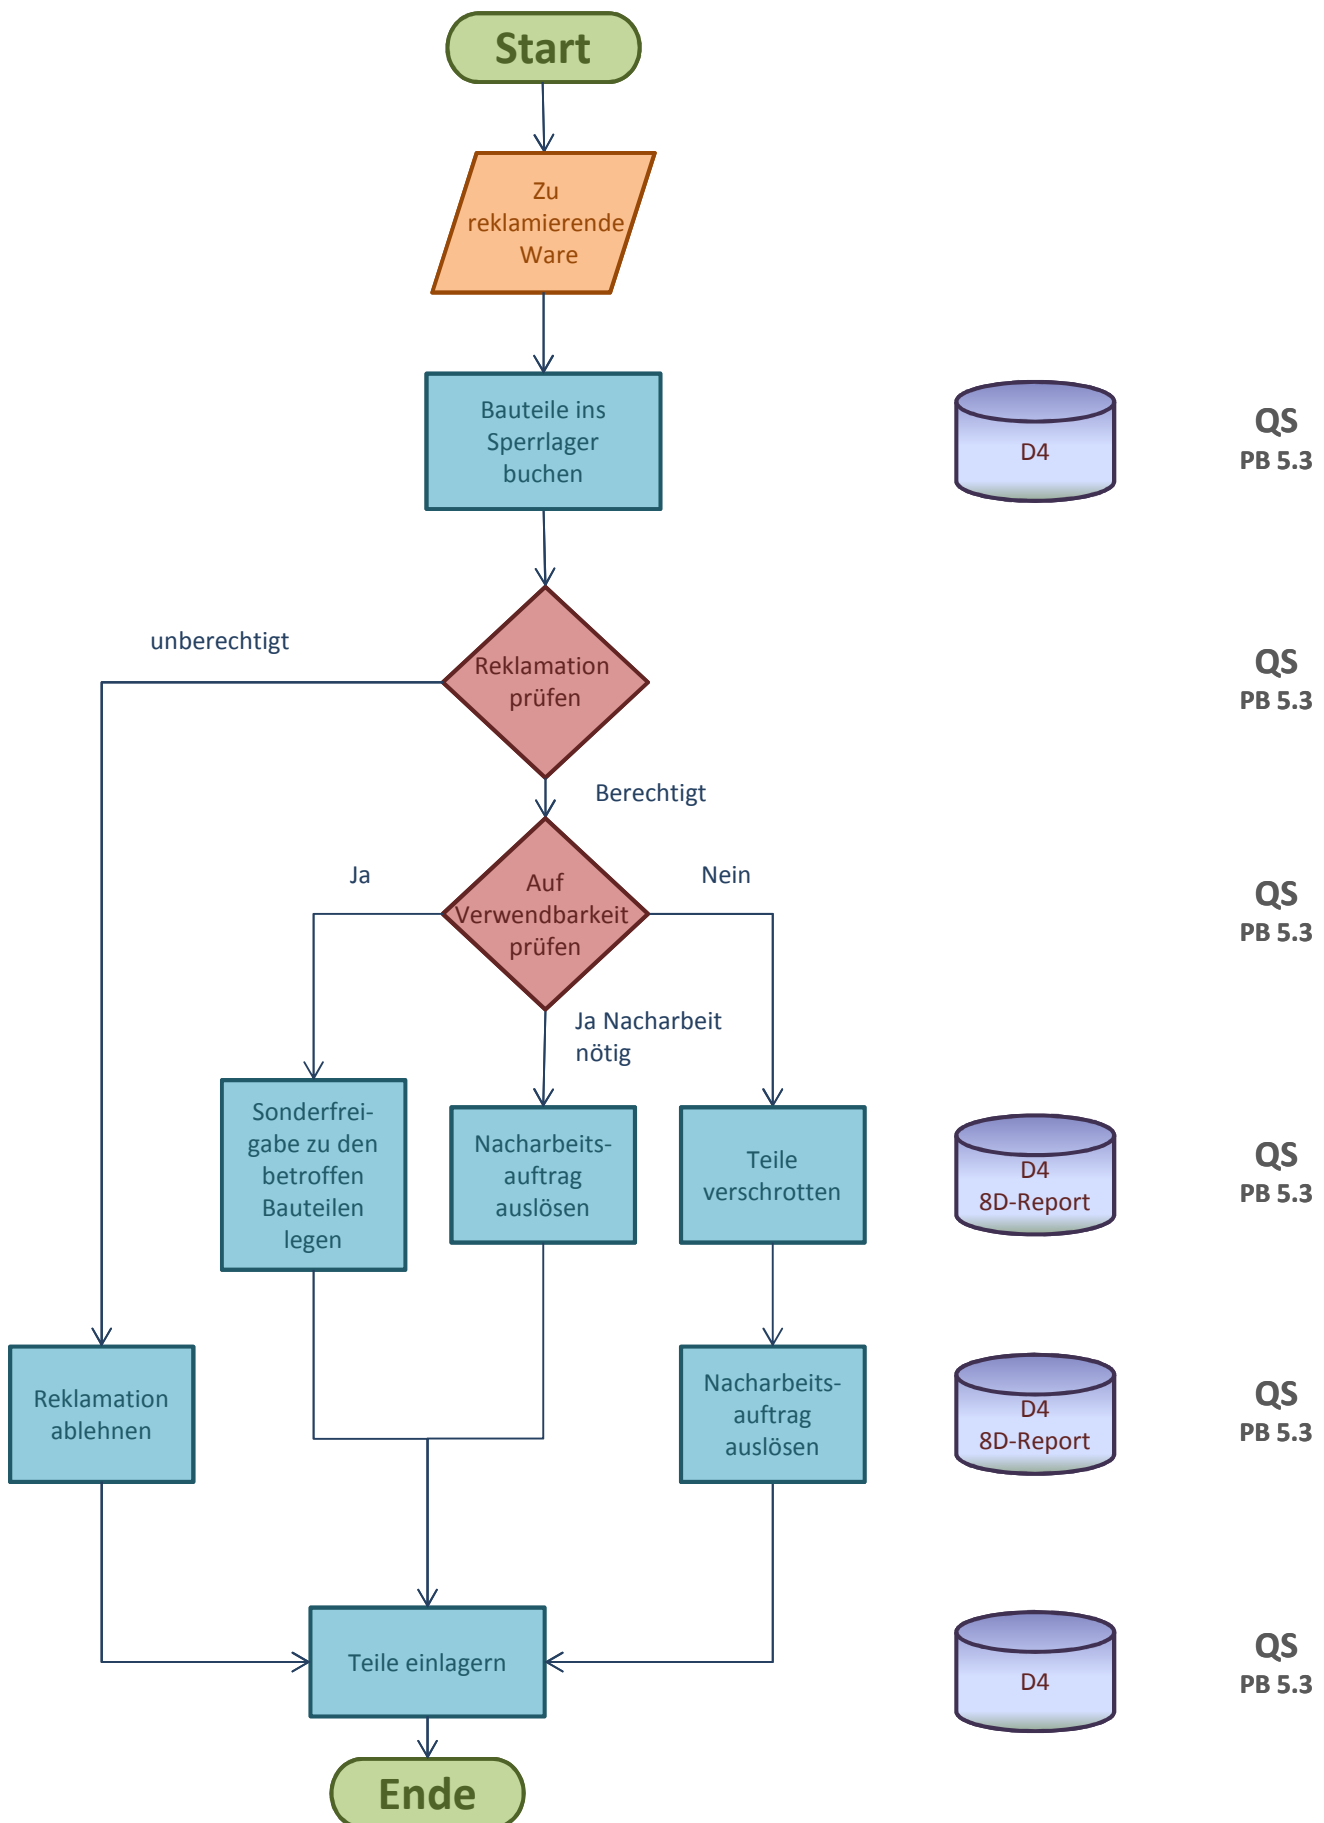 Start
Zu
reklamierende
Ware
Bauteile ins
Sperrlager
buchen
D4
QS
PB 5.3
unberechtigt
Reklamation
prüfen
QS
PB 5.3
Berechtigt
Ja
Auf
Verwendbarkeit
prüfen
Nein
QS
PB 5.3
Ja Nacharbeit
nötig
Sonderfrei-
gabe zu den
betroffen
Bauteilen
legen
Nacharbeits-
auftrag
auslösen
Teile
verschrotten
D4
8D-Report
QS
PB 5.3
Reklamation
ablehnen
Nacharbeits-
auftrag
auslösen
D4
8D-Report
QS
PB 5.3
Teile einlagern
D4
QS
PB 5.3
Ende